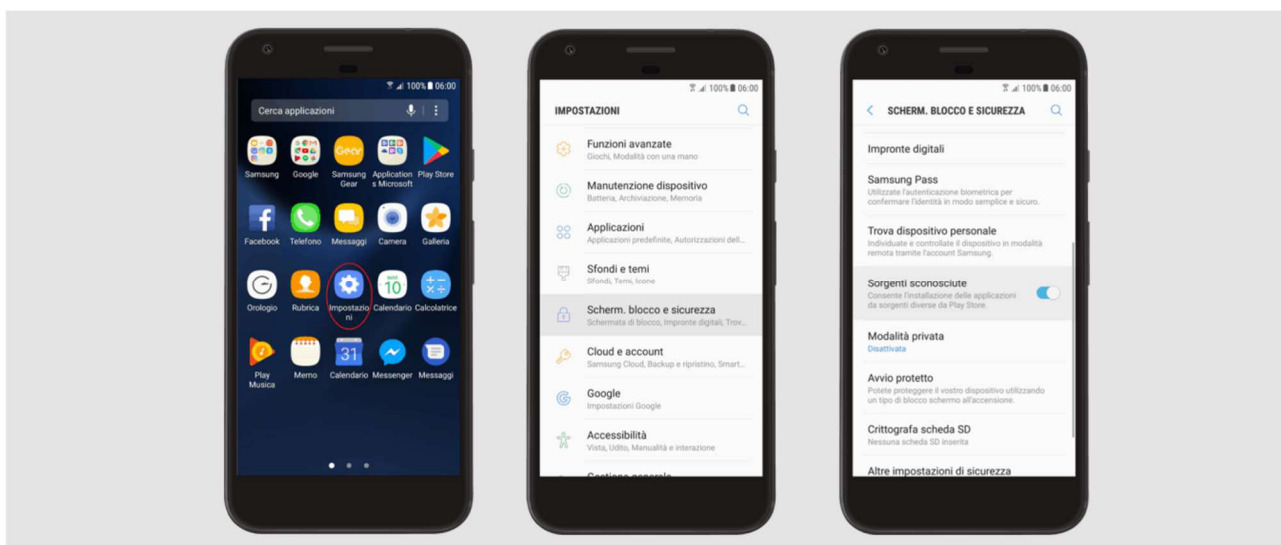 100% 06:00
Cerca applicazioni
Gear
Samsung
Google
Samsung Gear
Applications Microsoft
Play Store
Facebook
Telefono
Messaggi
Camera
Galleria
10
Orologio
Rubrica
Impostazioni
Calendario
Calcolatrice
31
Play Musica
Memo
Calendario
Messenger
Messaggi
100% 06:00
IMPOSTAZIONI
Funzioni avanzate
Giochi, Modalità con una mano
Manutenzione dispositivo
Batteria, Archiviazione, Memoria
Applicazioni
Applicazioni predefinite, Autorizzazioni dell...
Sfondi e temi
Sfondi, Temi, Icone
Scherm. blocco e sicurezza
Schermata di blocco, Impronte digitali, Trov...
Cloud e account
Samsung Cloud, Backup e ripristino, Smart...
Google
Impostazioni Google
Accessibilità
Vista, Udito, Manualità e interazione
100% 06:00
SCHERM. BLOCCO E SICUREZZA
Impronte digitali
Samsung Pass
Utilizzate l'autenticazione biometrica per
confermare l'identità in modo semplice e sicuro.
Trova dispositivo personale
Individuate e controllate il dispositivo in modalità
remota tramite l'account Samsung.
Sorgenti sconosciute
Consente l'installazione delle applicazioni
da sorgenti diverse da Play Store.
Modalità privata
Disattivata
Avvio protetto
Potete proteggere il vostro dispositivo utilizzando
un tipo di blocco schermo all'accensione.
Crittografa scheda SD
Nessuna scheda SD inserita
Altre impostazioni di sicurezza